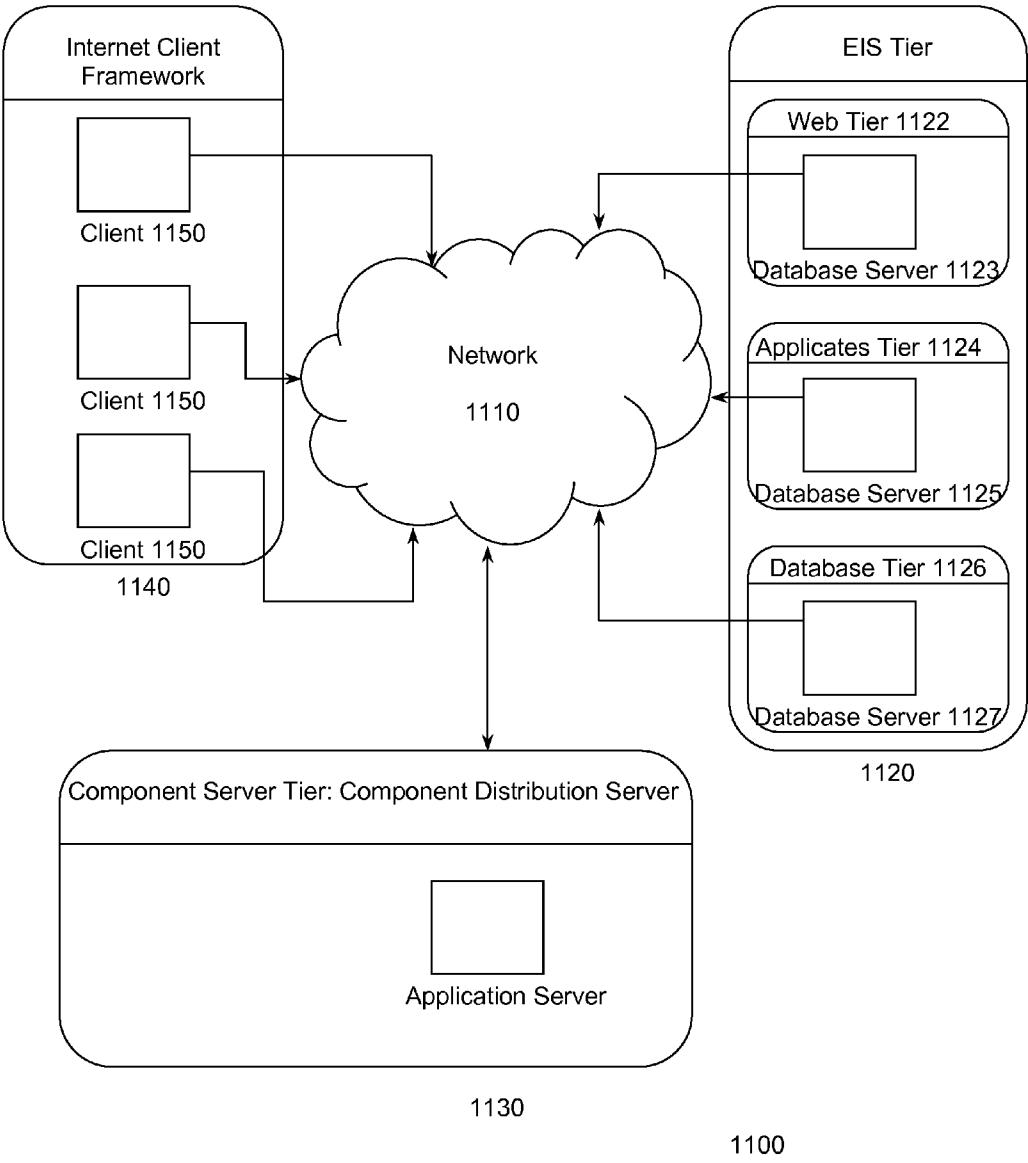 Internet Client
Framework
Client 1150
Client 1150
Client 1150
1140
Network
1110
EIS Tier
Web Tier 1122
Database Server 1123
Applicates Tier 1124
Database Server 1125
Database Tier 1126
Database Server 1127
1120
Component Server Tier: Component Distribution Server
Application Server
1130
1100